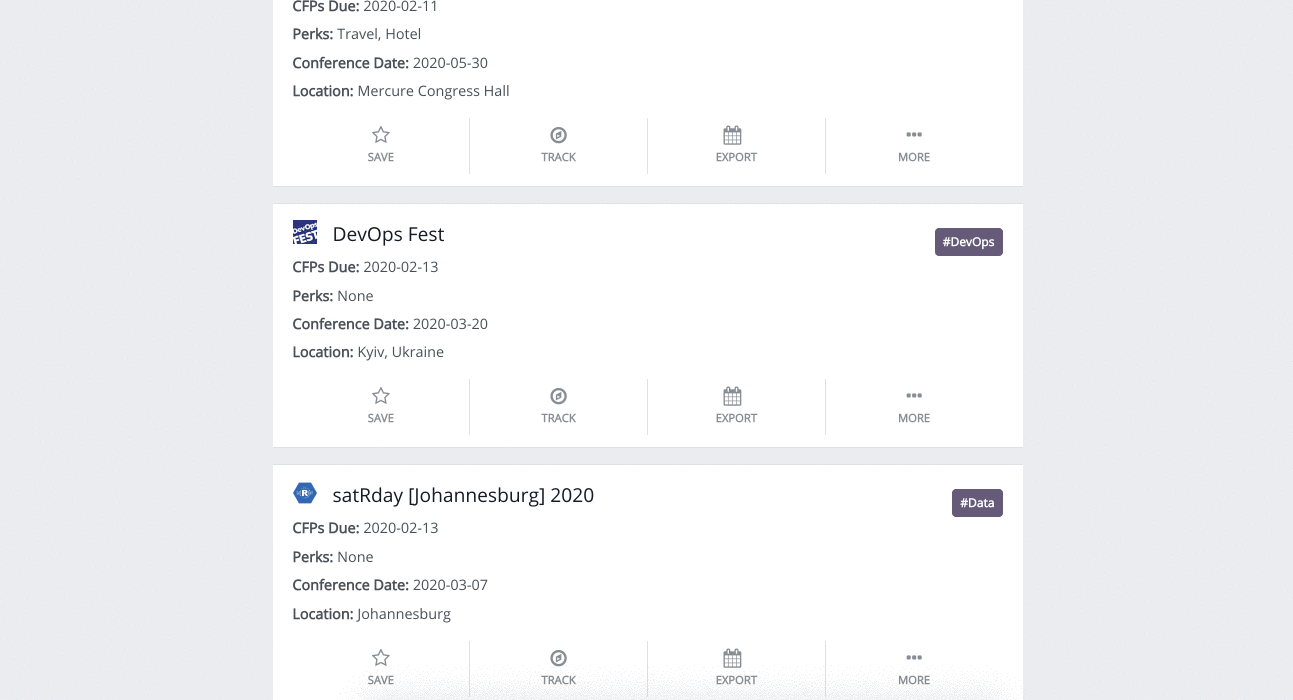 CFPs Due: 2020-02-11
Perks: Travel, Hotel
Conference Date: 2020-05-30
Location: Mercure Congress Hall
SAVE TRACK EXPORT MORE
DevOps FEST DevOps Fest #DevOps
CFPs Due: 2020-02-13
Perks: None
Conference Date: 2020-03-20
Location: Kyiv, Ukraine
SAVE TRACK EXPORT MORE
R satRday [Johannesburg] 2020 #Data
CFPs Due: 2020-02-13
Perks: None
Conference Date: 2020-03-07
Location: Johannesburg
SAVE TRACK EXPORT MORE